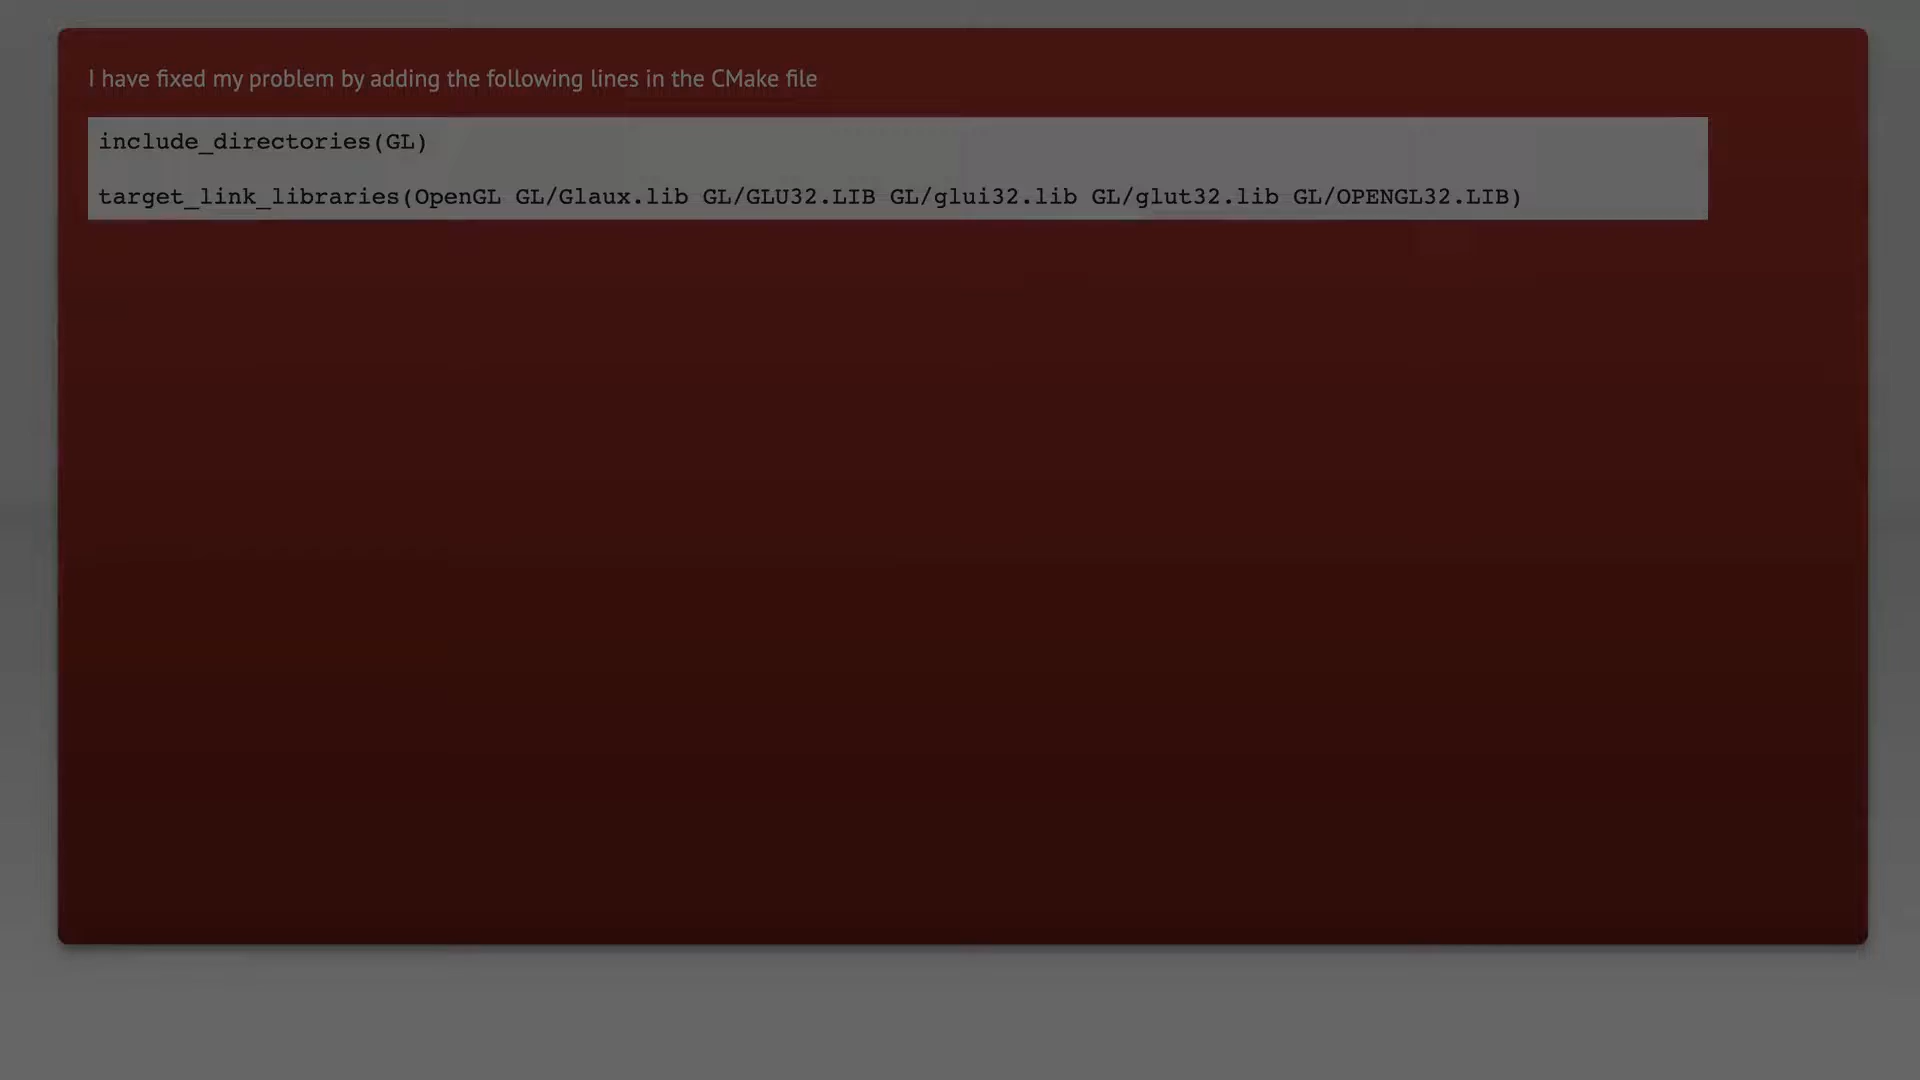 I have fixed my problem by adding the following lines in the CMake file
include_directories(GL)
target_link_libraries(OpenGL GL/Glaux.lib GL/GLU32.LIB GL/glui32.lib GL/glut32.lib GL/OPENGL32.LIB)